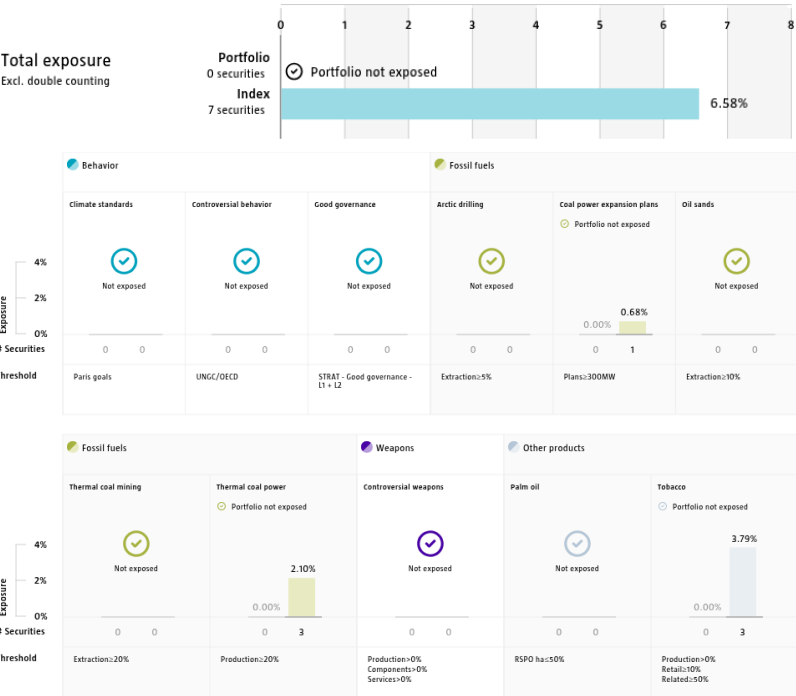 0 1 2 3 4 5 6 7 8
Total exposure
Excl. double counting
Portfolio
0 securities
Portfolio not exposed
Index
7 securities
6.58%
Behavior
Fossil fuels
Climate standards
Controversial behavior
Good governance
Arctic drilling
Coal power expansion plans
Oil sands
Portfolio not exposed
Not exposed
Not exposed
Not exposed
Not exposed
Not exposed
Exposure
4%
2%
0%
0.00%
0.68%
# Securities
0 0
0 0
0 0
0 0
0 1
0 0
hreshold
Paris goals
UNGC/OECD
STRAT - Good governance -
L1 + L2
Extraction≥5%
Plans≥300MW
Extraction≥10%
Fossil fuels
Weapons
Other products
Thermal coal mining
Thermal coal power
Controversial weapons
Palm oil
Tobacco
Portfolio not exposed
Portfolio not exposed
Not exposed
Not exposed
Not exposed
Exposure
4%
2%
0%
0.00%
2.10%
0.00%
3.79%
# Securities
0 0
0 3
0 0
0 0
0 3
hreshold
Extraction≥20%
Production≥20%
Production>0%
Components>0%
Services>0%
RSPO ha≤50%
Production>0%
Retail≥10%
Related≥50%